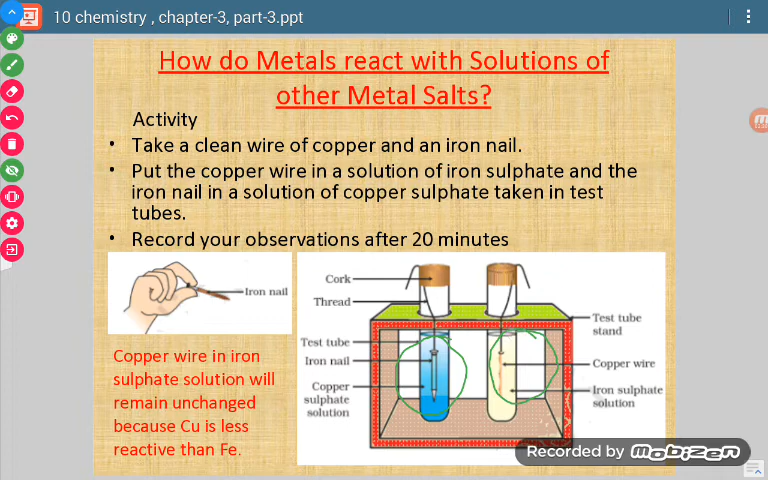 10 chemistry , chapter-3, part-3.ppt
How do Metals react with Solutions of
other Metal Salts?
Activity
• Take a clean wire of copper and an iron nail.
• Put the copper wire in a solution of iron sulphate and the
iron nail in a solution of copper sulphate taken in test
tubes.
• Record your observations after 20 minutes
Iron nail
Copper wire in iron
sulphate solution will
remain unchanged
because Cu is less
reactive than Fe.
Cork
Thread
Test tube
Iron nail
Copper
sulphate
solution
Test tube
stand
Copper wire
Iron sulphate
solution
Recorded by mobizen